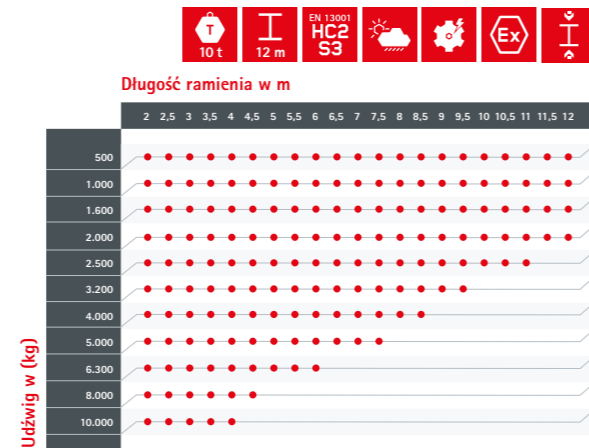 T
10 t
12 m
EN 13001
HC2
S3
Ex
Długość ramienia w m
2 2,5 3 3,5 4 4,5 5 5,5 6 6,5 7 7,5 8 8,5 9 9,5 10 10,5 11 11,5 12
Udźwig w (kg)
500
1.000
1.600
2.000
2.500
3.200
4.000
5.000
6.300
8.000
10.000